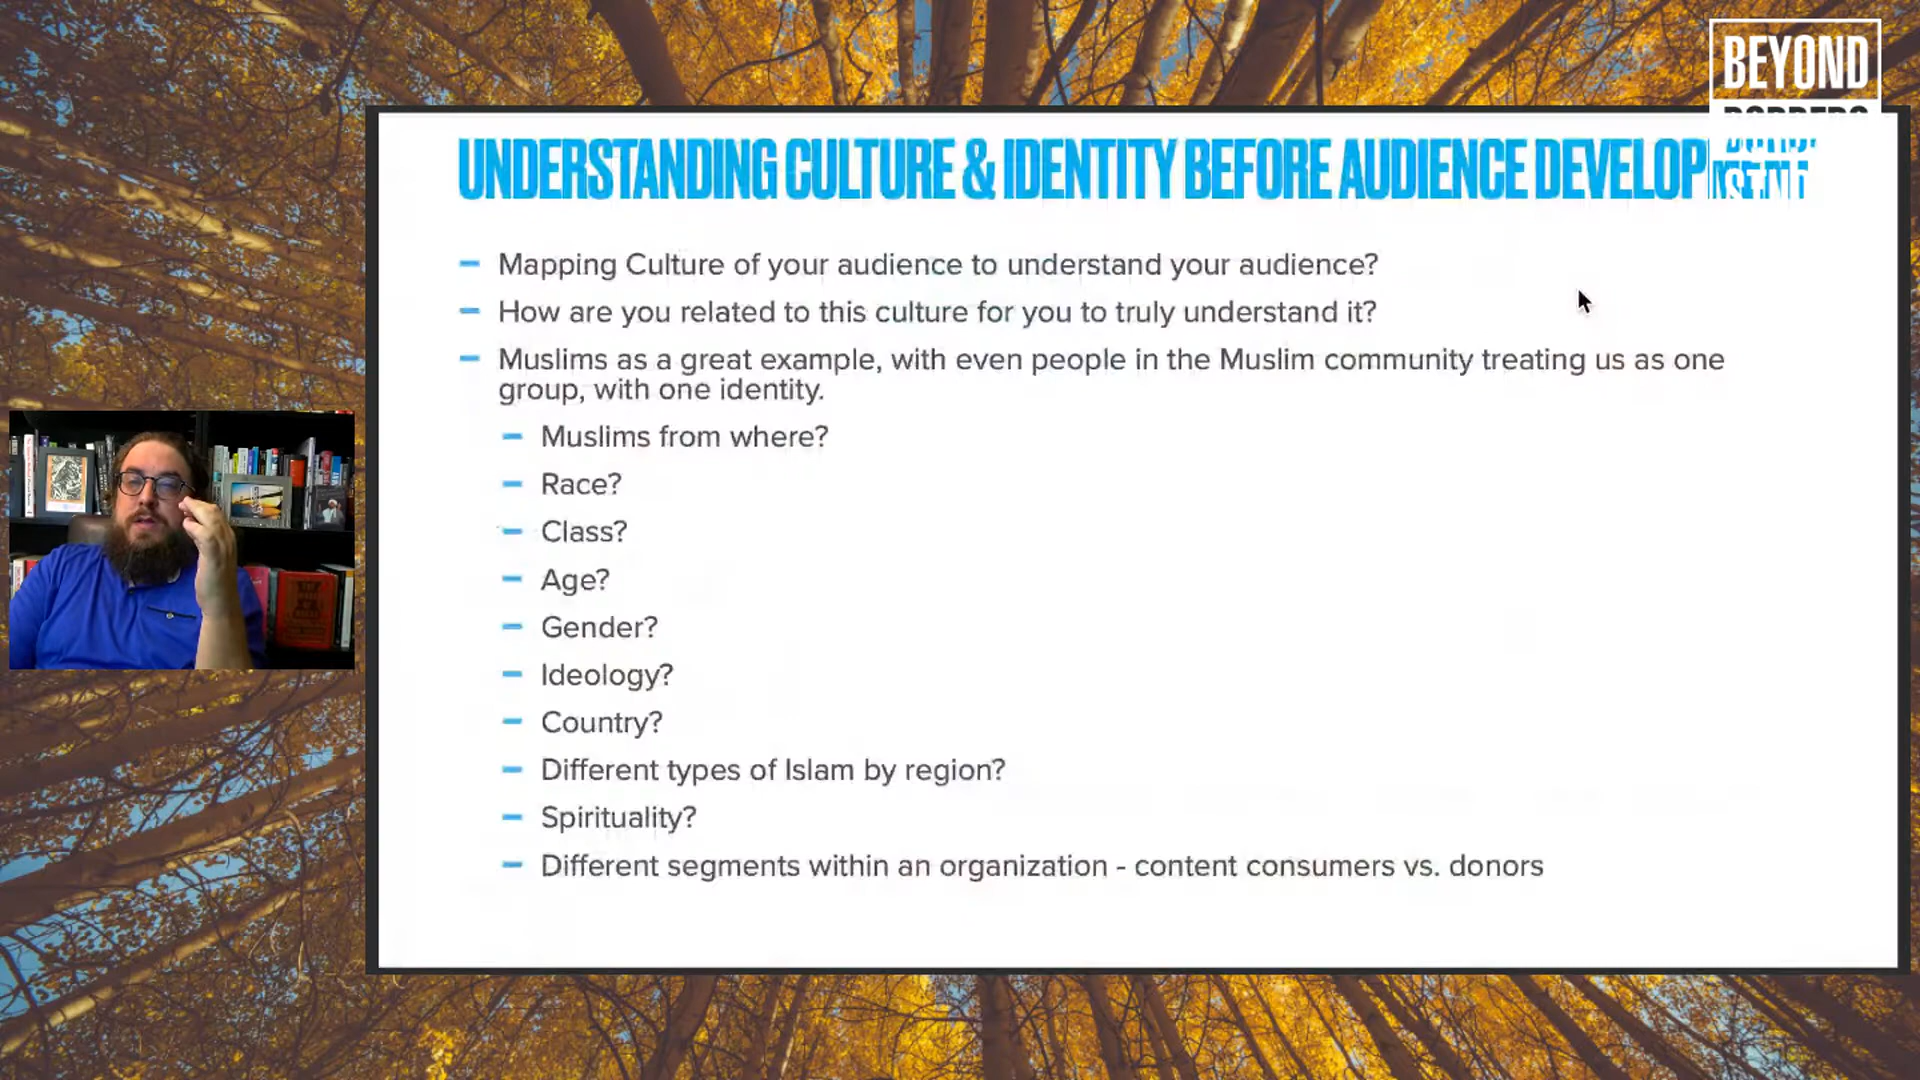 BEYOND
UNDERSTANDING CULTURE & IDENTITY BEFORE AUDIENCE
- Mapping Culture of your audience to understand your audience?
- How are you related to this culture for you to truly understand it?
- Muslims as a great example, with even people in the Muslim community treating us as one
group, with one identity.
- Muslims from where?
- Race?
- Class?
- Age?
- Gender?
- Ideology?
- Country?
- Different types of Islam by region?
- Spirituality?
- Different segments within an organization - content consumers vs. donors